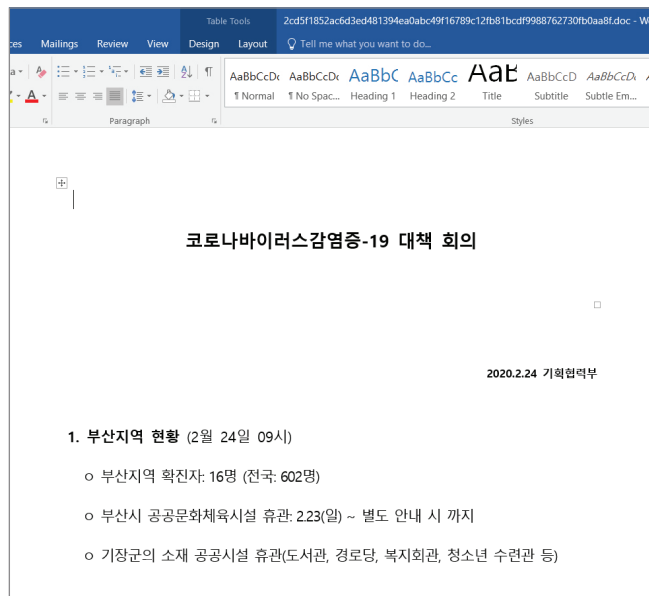 Table Tools
2cd5f1852ac6d3ed481394ea0abc49f16789c12fb81bcdf9988762730fb0aa8f.doc - W
ces Mailings Review View Design Layout Tell me what you want to do...
AaBbCcDc AaBbCcDc AaBbC AaBbCc AaB AaBbCcD AaBbCcDt
¶ Normal ¶ No Spac... Heading 1 Heading 2 Title Subtitle Subtle Em...
Paragraph Styles
코로나바이러스감염증-19 대책 회의
2020.2.24 기획협력부
1. 부산지역 현황 (2월 24일 09시)
ㅇ 부산지역 확진자: 16명 (전국: 602명)
ㅇ 부산시 공공문화체육시설 휴관: 2.23(일) ~ 별도 안내 시 까지
ㅇ 기장군의 소재 공공시설 휴관(도서관, 경로당, 복지회관, 청소년 수련관 등)